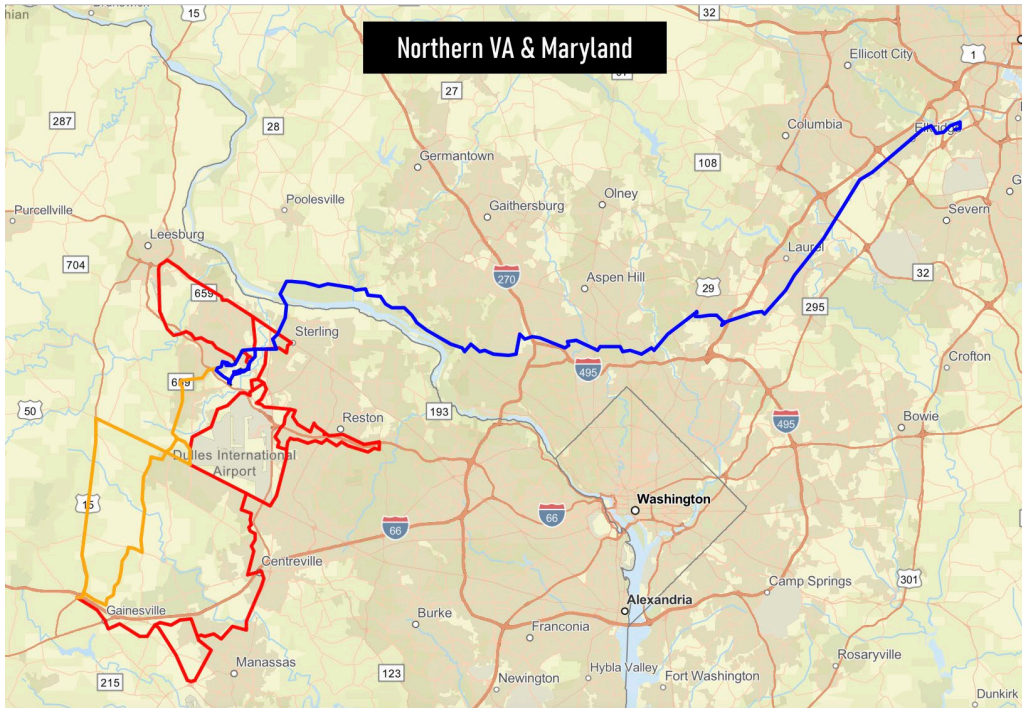 15
32
Northern VA & Maryland
Ellicott City
1
27
287
28
Columbia
Germantown
108
Poolesville
Olney
Purcellville
Gaithersburg
Severn
Leesburg
Laurel
704
Aspen Hill
32
270
29
659
295
Sterling
Crofton
495
50
193
Reston
495
Bowie
Dulles International
Airport
15
Washington
66
66
Centreville
Camp Springs
301
Gainesville
Alexandria
Burke
Franconia
Manassas
Hybla Valley
Rosaryville
123
Fort Washington
215
Newington
Dunkirk